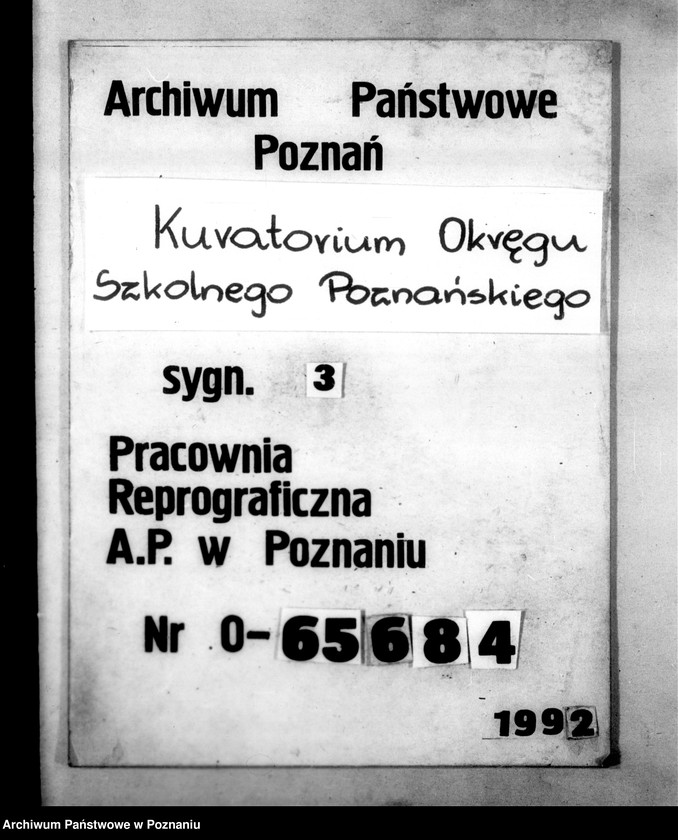 Archiwum Państwowe
Poznań
Kuratorium Okręgu
Szkolnego Poznańskiego
sygn. 3
Pracownia
Reprograficzna
A.P. w Poznaniu
Nr 0-65684
1992
Archiwum Państwowe w Poznaniu